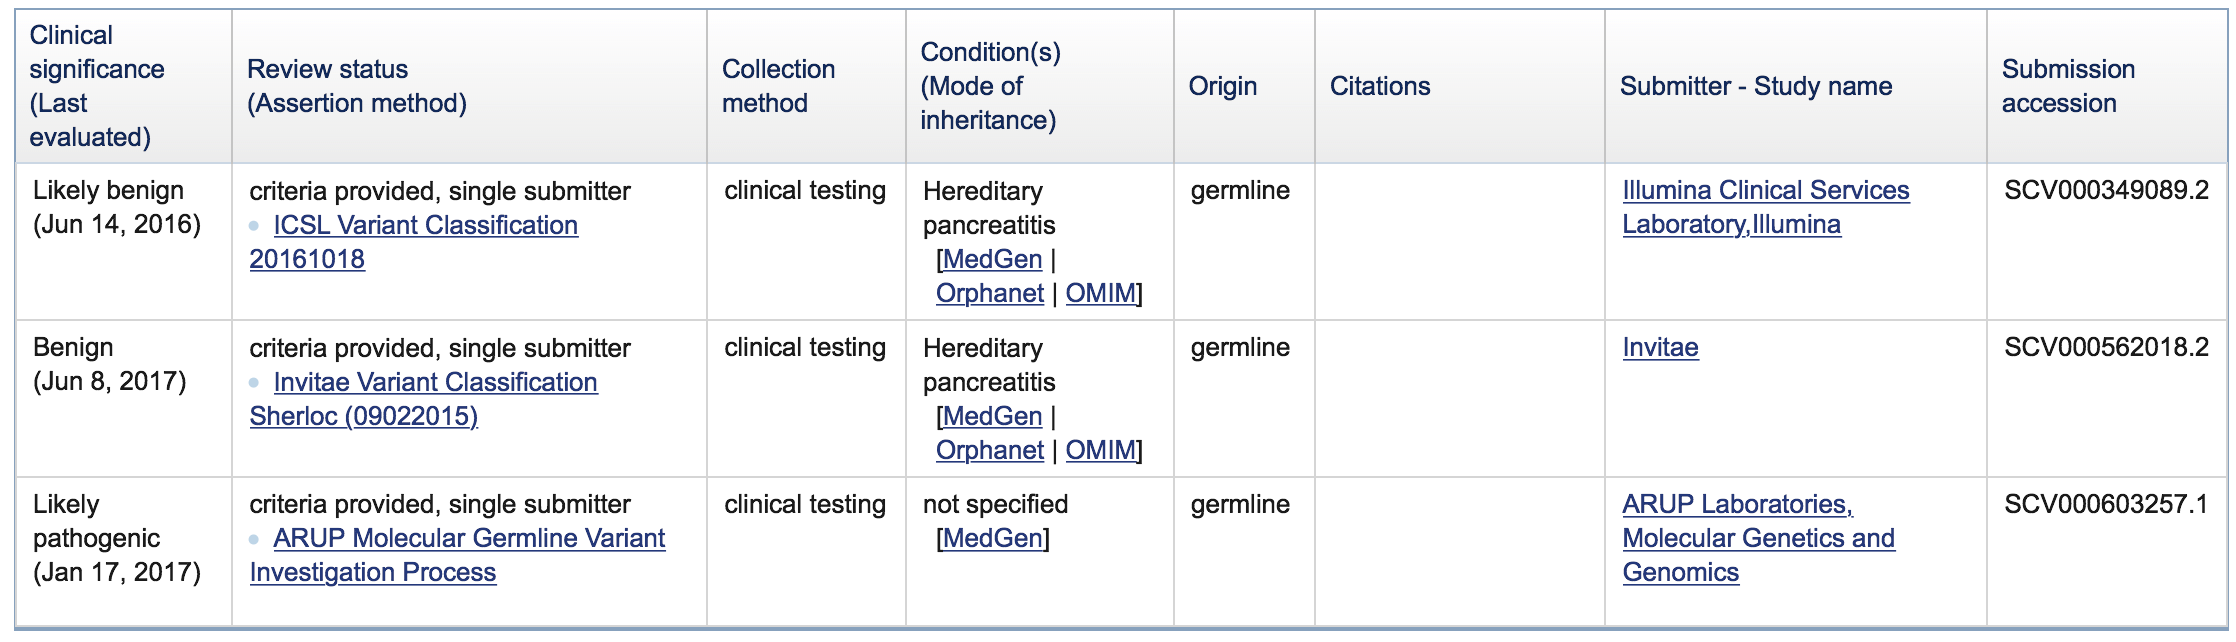 Clinical
significance
(Last
evaluated)
Review status
(Assertion method)
Collection
method
Condition(s)
(Mode of
inheritance)
Origin
Citations
Submitter - Study name
Submission
accession
Likely benign
(Jun 14, 2016)
criteria provided, single submitter
• ICSL Variant Classification
20161018
clinical testing
Hereditary
pancreatitis
[MedGen |
Orphanet | OMIM]
germline
Illumina Clinical Services
Laboratory,Illumina
SCV000349089.2
Benign
(Jun 8, 2017)
criteria provided, single submitter
• Invitae Variant Classification
Sherloc (09022015)
clinical testing
Hereditary
pancreatitis
[MedGen |
Orphanet | OMIM]
germline
Invitae
SCV000562018.2
Likely
pathogenic
(Jan 17, 2017)
criteria provided, single submitter
• ARUP Molecular Germline Variant
Investigation Process
clinical testing
not specified
[MedGen]
germline
ARUP Laboratories,
Molecular Genetics and
Genomics
SCV000603257.1